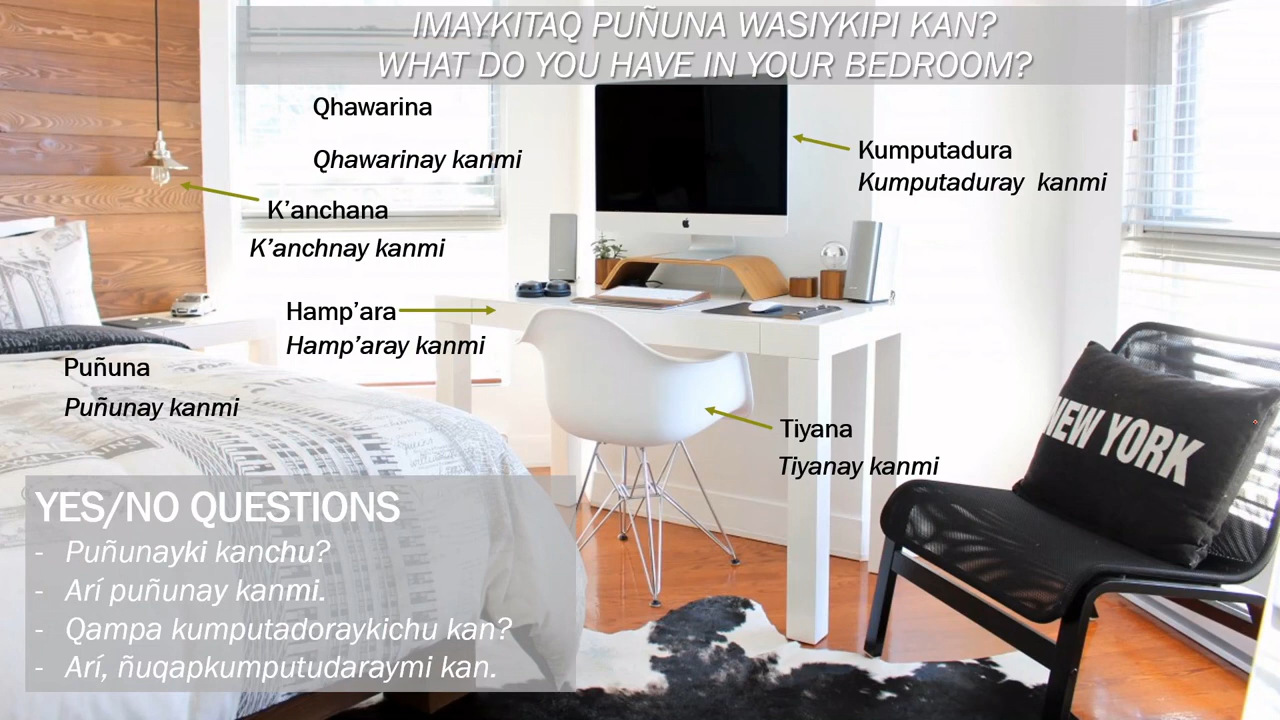 IMAYKITAQ PUÑUNA WASIYKIPI KAN?
WHAT DO YOU HAVE IN YOUR BEDROOM?
Qhawarina
Qhawarinay kanmi
Kumputadura
Kumputaduray kanmi
K'anchana
K'anchnay kanmi
Hamp'ara
Hamp'aray kanmi
Puñuna
Puñunay kanmi
Tiyana
Tiyanay kanmi
NEW YORK
YES/NO QUESTIONS
- Puñunayki kanchu?
- Arí puñunay kanmi.
- Qampa kumputadoraykichu kan?
- Arí, ñuqapkumputudaraymi kan.